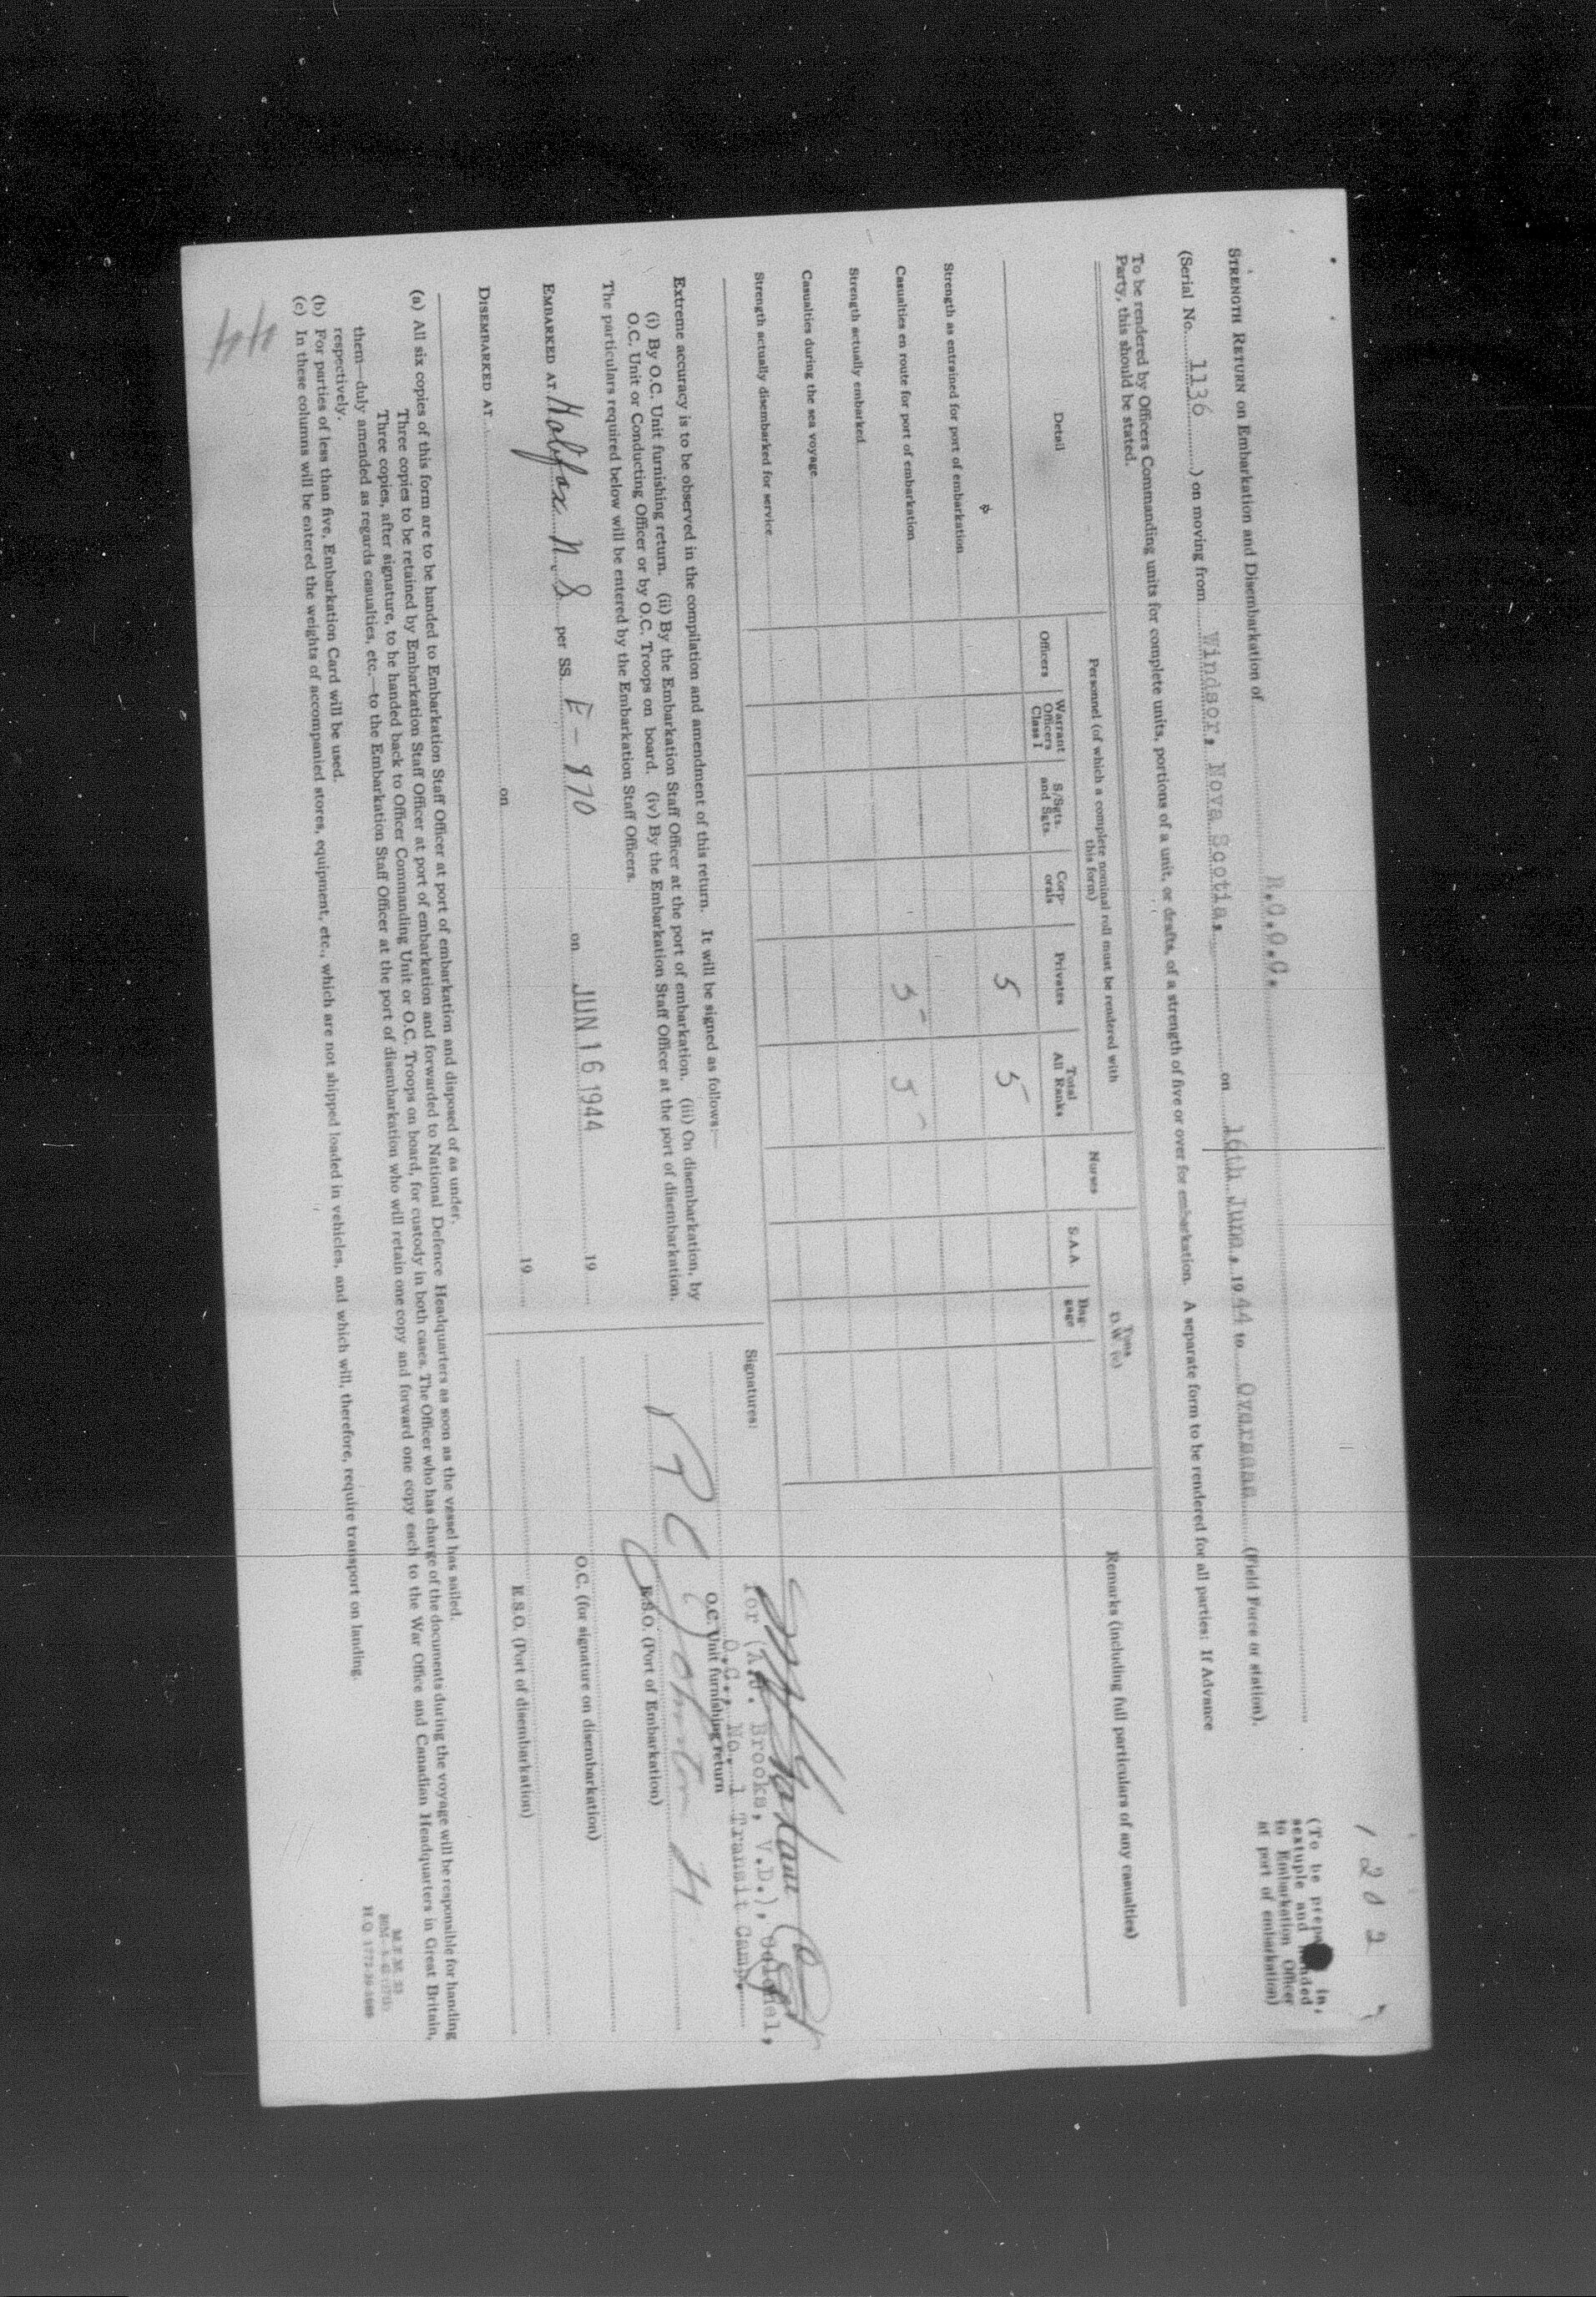 1202
(To be prepa in,
sextuple and handed
to Embarkation Officer
at port of embarkation)
R.C.O.C.
STRENGTH RETURN on Embarkation and Disembarkation of
(Serial No. 1136 ) on moving from Windsor, Nova Scotia, on 16th June, 1944 to Overseas (Field Force or station).
To be rendered by Officers Commanding units for complete units, portions of a unit, or drafts, of a strength of five or over for embarkation. A separate form to be rendered for all parties: If Advance
Party, this should be stated.
Detail
Personnel (of which a complete nominal roll must be rendered with
this form)
Tons
D.W. (c)
Remarks (including full particulars of any casualties)
Officers
Warrant
Officers
Class I
S/Sgts.
and Sgts.
Corp-
orals
Privates
Total
All Ranks
Nurses
S.A.A.
Bag-
gage
5 5
Strength as entrained for port of embarkation
Casualties en route for port of embarkation
5 5
Strength actually embarked
Casualties during the sea voyage
Strength actually disembarked for service
Extreme accuracy is to be observed in the compilation and amendment of this return. It will be signed as follows:—
(i) By O.C. Unit furnishing return. (ii) By the Embarkation Staff Officer at the port of embarkation. (iii) On disembarkation, by
O.C. Unit or Conducting Officer or by O.C. Troops on board. (iv) By the Embarkation Staff Officer at the port of disembarkation.
The particulars required below will be entered by the Embarkation Staff Officers.
EMBARKED AT Halifax N.S. per SS. E-870 on JUN 16 1944 19
DISEMBARKED AT on 19
Signatures:
for (A.J. Brooks, V.D.), Colonel,
O.C., No. 1 Transit Camp.
O.C. Unit furnishing return
E.S.O. (Port of Embarkation)
O.C. (for signature on disembarkation)
E.S.O. (Port of disembarkation)
(a) All six copies of this form are to be handed to Embarkation Staff Officer at port of embarkation and disposed of as under.
Three copies to be retained by Embarkation Staff Officer at port of embarkation and forwarded to National Defence Headquarters as soon as the vessel has sailed.
Three copies, after signature, to be handed back to Officer Commanding Unit or O.C. Troops on board, for custody in both cases. The Officer who has charge of the documents during the voyage will be responsible for handing
them—duly amended as regards casualties, etc.—to the Embarkation Staff Officer at the port of disembarkation who will retain one copy and forward one copy each to the War Office and Canadian Headquarters in Great Britain,
respectively.
(b) For parties of less than five, Embarkation Card will be used.
(c) In these columns will be entered the weights of accompanied stores, equipment, etc., which are not shipped loaded in vehicles, and which will, therefore, require transport on landing.
M.F.M. 23
H.Q. 1772-39-1688
44